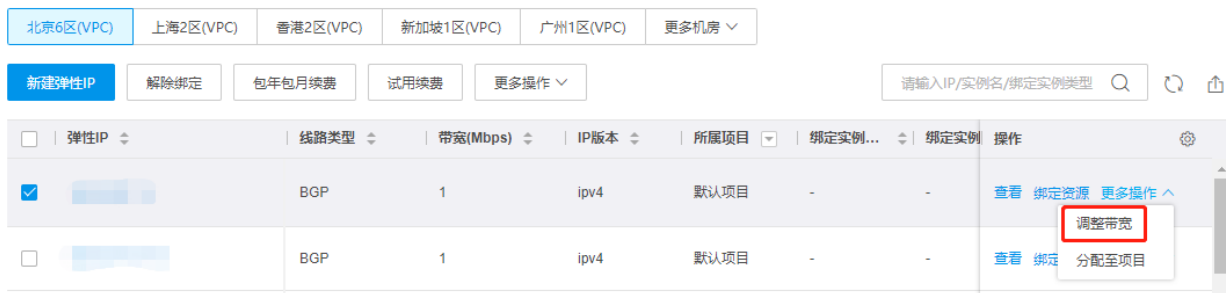 北京6区(VPC) 上海2区(VPC) 香港2区(VPC) 新加坡1区(VPC) 广州1区(VPC) 更多机房
新建弹性IP 解除绑定 包年包月续费 试用续费 更多操作 请输入IP/实例名/绑定实例类型
弹性IP 线路类型 带宽(Mbps) IP版本 所属项目 绑定实例... 绑定实例 操作
BGP 1 ipv4 默认项目 - - 查看 绑定资源 更多操作
调整带宽
BGP 1 ipv4 默认项目 - - 查看 绑定
分配至项目